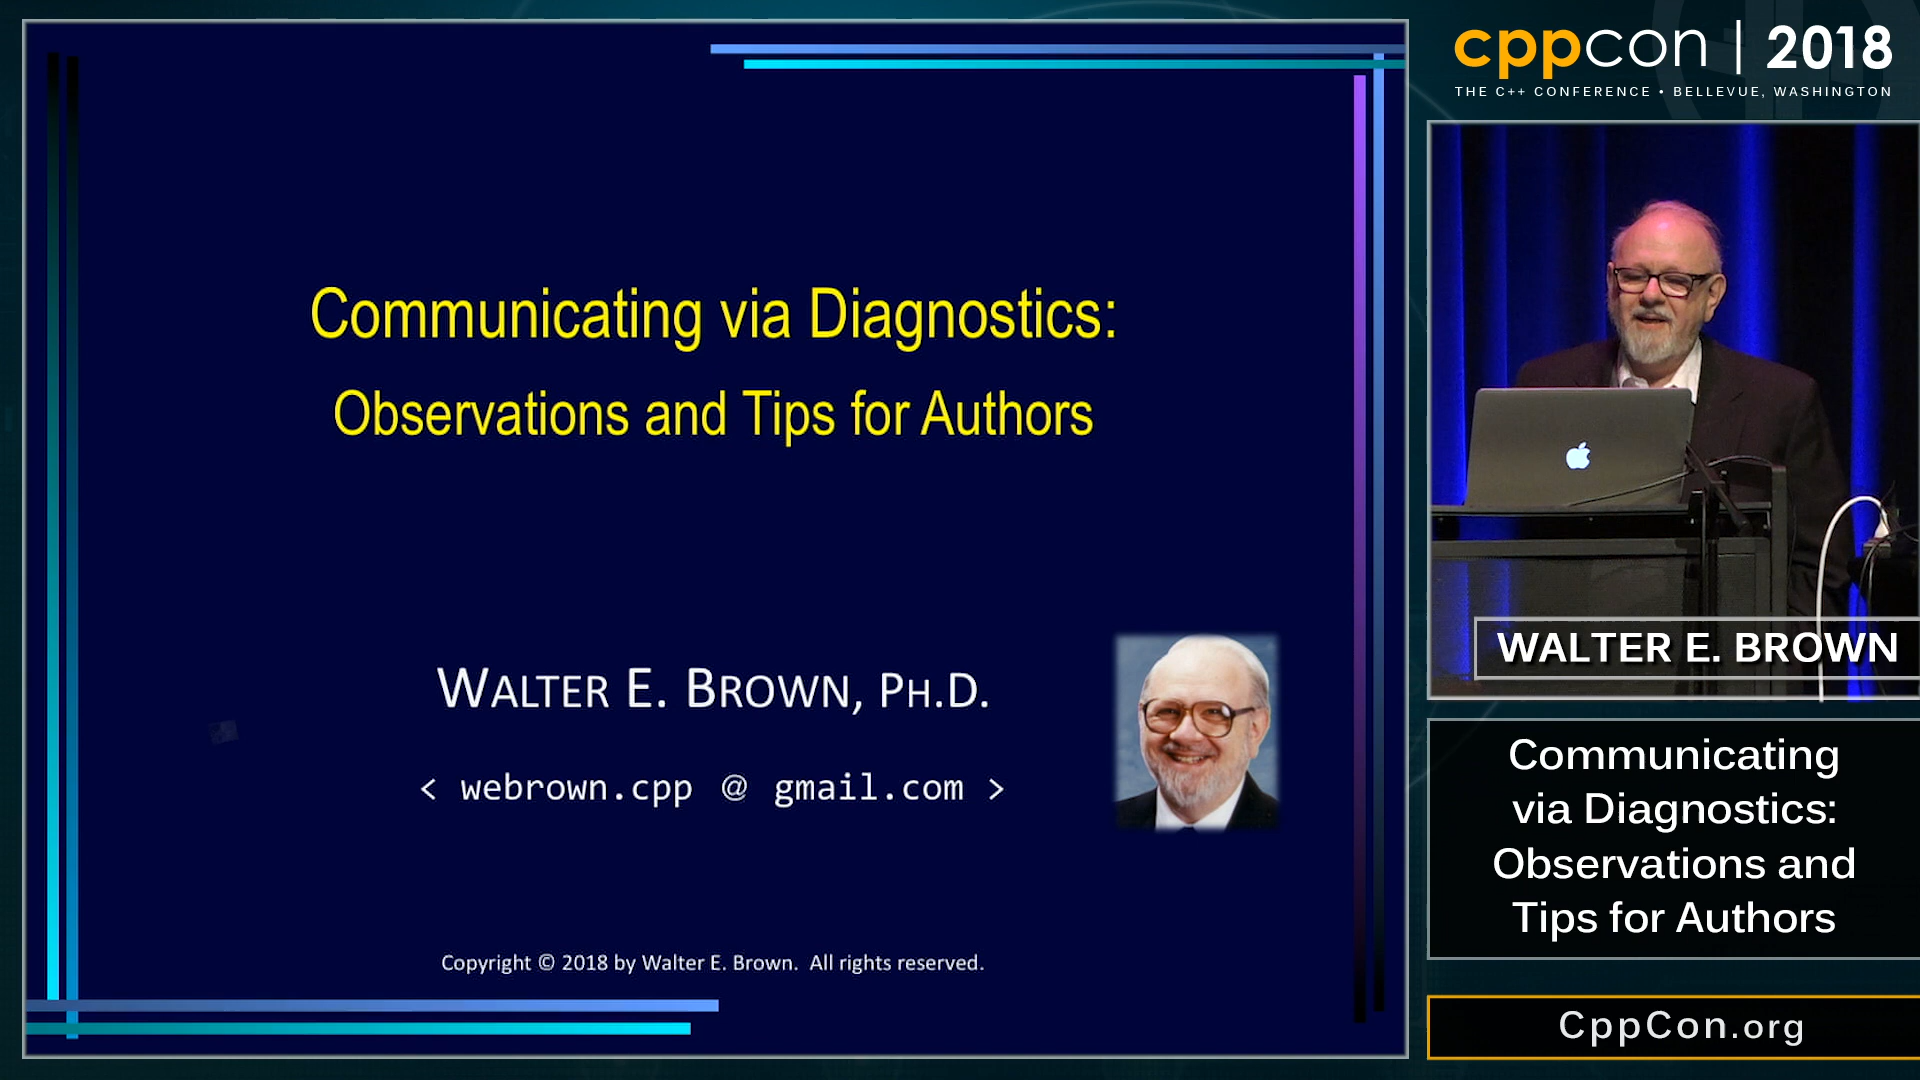 Communicating via Diagnostics:
Observations and Tips for Authors
WALTER E. BROWN, PH.D.
< webrown.cpp @ gmail.com >
Copyright © 2018 by Walter E. Brown. All rights reserved.
cppcon | 2018
THE C++ CONFERENCE • BELLEVUE, WASHINGTON
WALTER E. BROWN
Communicating
via Diagnostics:
Observations and
Tips for Authors
CppCon.org